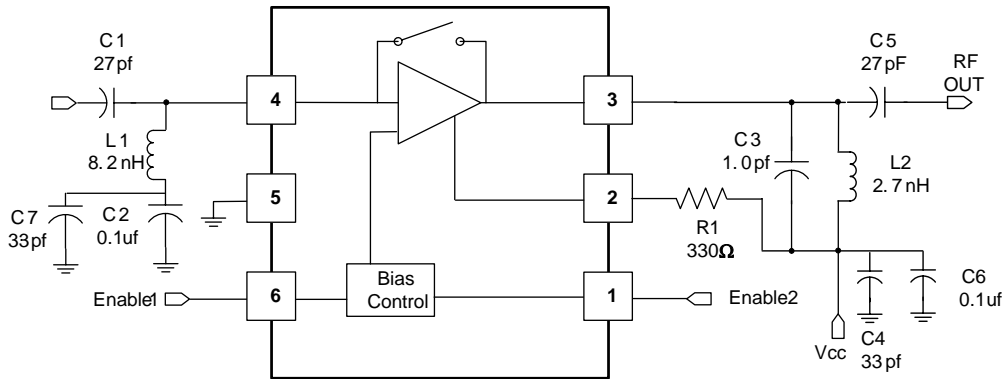 C1
27pf
4
L1
8.2nH
C7
33pf
C2
0.1uf
5
Enable1
6
Bias
Control
3
2
1
Enable2
R1
330Ω
C3
1.0pf
L2
2.7nH
C5
27pF
RF
OUT
Vcc
C4
33pf
C6
0.1uf